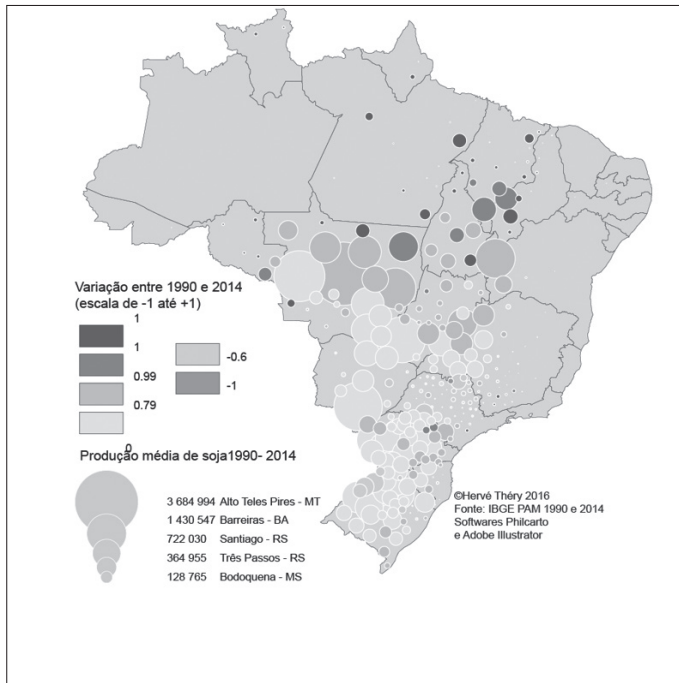 Variação entre 1990 e 2014
(escala de -1 até +1)
1
1
0.99
0.79
0
-0.6
-1
Produção média de soja1990- 2014
3 684 994 Alto Teles Pires - MT
1 430 547 Barreiras - BA
722 030 Santiago - RS
364 955 Três Passos - RS
128 765 Bodoquena - MS
©Hervé Théry 2016
Fonte: IBGE PAM 1990 e 2014
Softwares Philcarto
e Adobe Illustrator